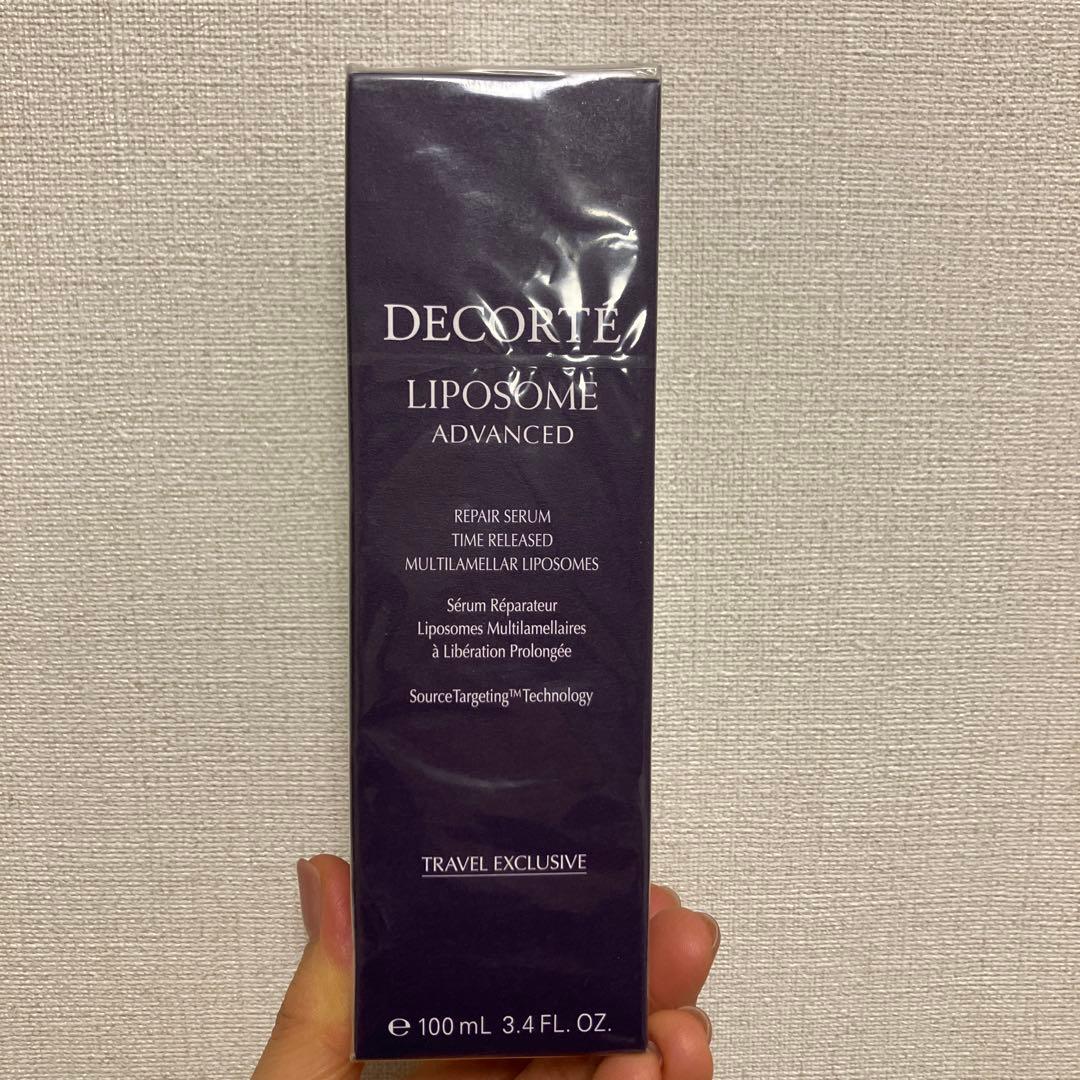 DECORTÉ
LIPOSOME
ADVANCED
REPAIR SERUM
TIME RELEASED
MULTILAMELLAR LIPOSOMES
Sérum Réparateur
Liposomes Multilamellaires
à Libération Prolongée
SourceTargeting™Technology
TRAVEL EXCLUSIVE
℮ 100 mL 3.4 FL. OZ.